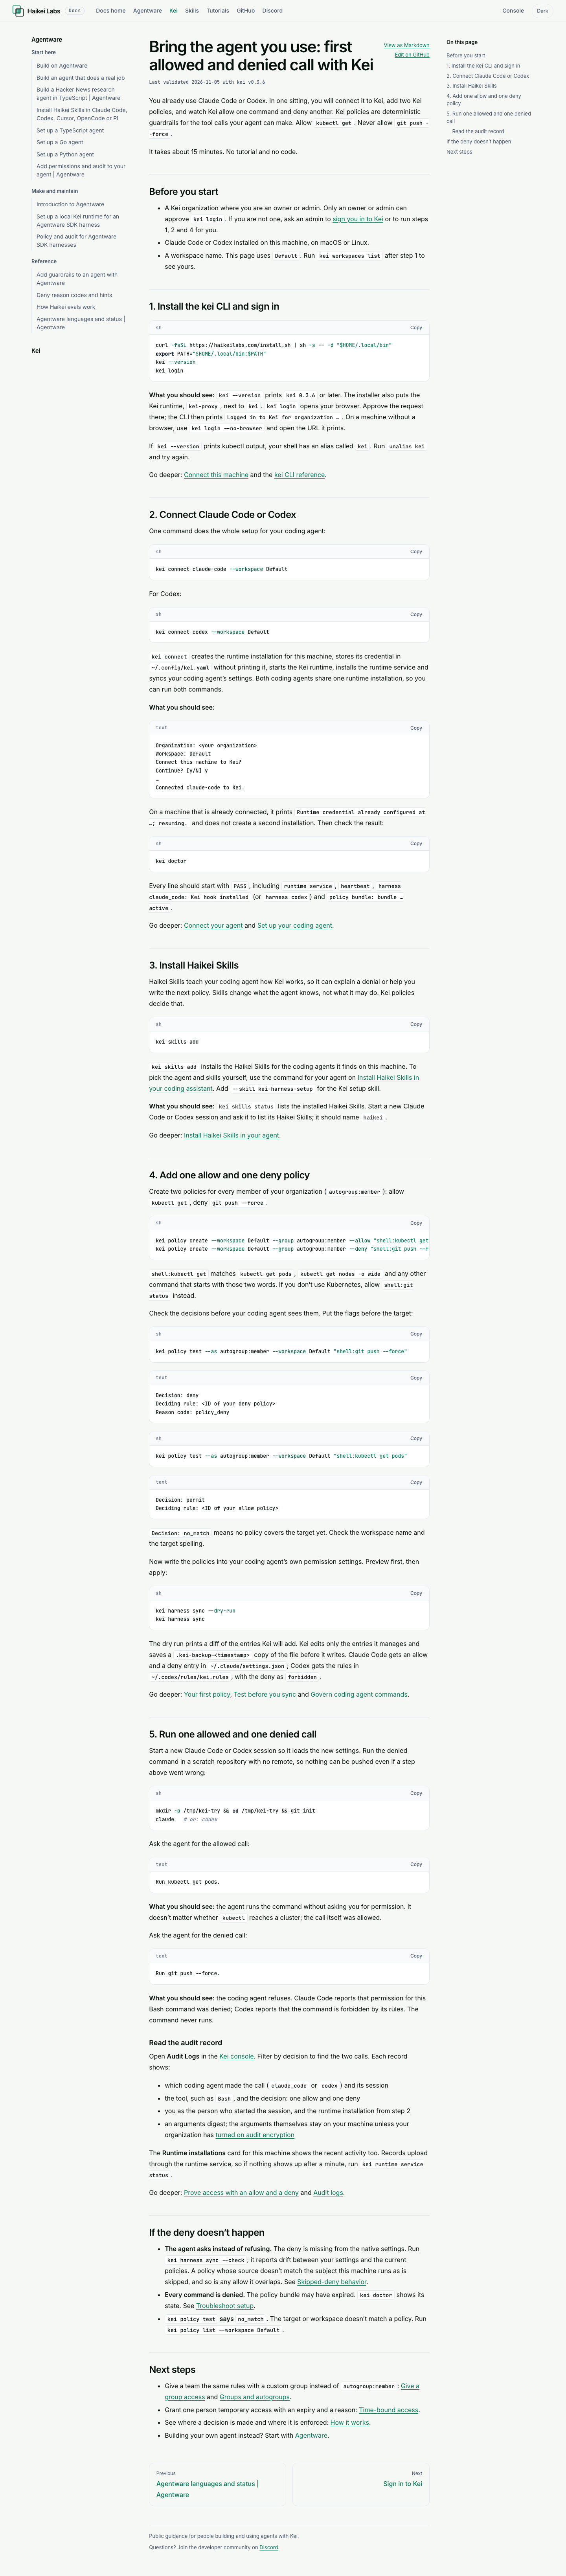 Haikei Labs Docs Docs home Agentware Kei Skills Tutorials GitHub Discord Console Dark
Agentware
Start here
Build on Agentware
Build an agent that does a real job
Build a Hacker News research
agent in TypeScript | Agentware
Install Haikei Skills in Claude Code,
Codex, Cursor, OpenCode or Pi
Set up a TypeScript agent
Set up a Go agent
Set up a Python agent
Add permissions and audit to your
agent | Agentware
Make and maintain
Introduction to Agentware
Set up a local Kei runtime for an
Agentware SDK harness
Policy and audit for Agentware
SDK harnesses
Reference
Add guardrails to an agent with
Agentware
Deny reason codes and hints
How Haikei evals work
Agentware languages and status |
Agentware
Kei
Bring the agent you use: first
allowed and denied call with Kei
View as Markdown
Edit on GitHub
Last validated 2026-11-05 with kei v0.3.6
You already use Claude Code or Codex. In one sitting, you will connect it to Kei, add two Kei
policies, and watch Kei allow one command and deny another. Kei policies are deterministic
guardrails for the tool calls your agent can make. Allow kubectl get. Never allow git push -
-force.
It takes about 15 minutes. No tutorial and no code.
Before you start
• A Kei organization where you are an owner or admin. Only an owner or admin can
approve kei login. If you are not one, ask an admin to sign you in to Kei or to run steps
1, 2 and 4 for you.
• Claude Code or Codex installed on this machine, on macOS or Linux.
• A workspace name. This page uses Default. Run kei workspaces list after step 1 to
see yours.
1. Install the kei CLI and sign in
sh Copy
curl -fsSL https://haikeilabs.com/install.sh | sh -s -- -d "$HOME/.local/bin"
export PATH="$HOME/.local/bin:$PATH"
kei --version
kei login
What you should see: kei --version prints kei 0.3.6 or later. The installer also puts the
Kei runtime, kei-proxy, next to kei. kei login opens your browser. Approve the request
there; the CLI then prints Logged in to Kei for organization …. On a machine without a
browser, use kei login --no-browser and open the URL it prints.
If kei --version prints kubectl output, your shell has an alias called kei. Run unalias kei
and try again.
Go deeper: Connect this machine and the kei CLI reference.
2. Connect Claude Code or Codex
One command does the whole setup for your coding agent:
sh Copy
kei connect claude-code --workspace Default
For Codex:
sh Copy
kei connect codex --workspace Default
kei connect creates the runtime installation for this machine, stores its credential in
~/.config/kei.yaml without printing it, starts the Kei runtime, installs the runtime service and
syncs your coding agent's settings. Both coding agents share one runtime installation, so you
can run both commands.
What you should see:
text Copy
Organization: <your organization>
Workspace: Default
Connect this machine to Kei?
Continue? [y/N] y
…
Connected claude-code to Kei.
On a machine that is already connected, it prints Runtime credential already configured at
…; resuming. and does not create a second installation. Then check the result:
sh Copy
kei doctor
Every line should start with PASS, including runtime service, heartbeat, harness
claude_code: Kei hook installed (or harness codex) and policy bundle: bundle …
active.
Go deeper: Connect your agent and Set up your coding agent.
3. Install Haikei Skills
Haikei Skills teach your coding agent how Kei works, so it can explain a denial or help you
write the next policy. Skills change what the agent knows, not what it may do. Kei policies
decide that.
sh Copy
kei skills add
kei skills add installs the Haikei Skills for the coding agents it finds on this machine. To
pick the agent and skills yourself, use the command for your agent on Install Haikei Skills in
your coding assistant. Add --skill kei-harness-setup for the Kei setup skill.
What you should see: kei skills status lists the installed Haikei Skills. Start a new Claude
Code or Codex session and ask it to list its Haikei Skills; it should name haikei.
Go deeper: Install Haikei Skills in your agent.
4. Add one allow and one deny policy
Create two policies for every member of your organization (autogroup:member): allow
kubectl get, deny git push --force.
sh Copy
kei policy create --workspace Default --group autogroup:member --allow "shell:kubectl get
kei policy create --workspace Default --group autogroup:member --deny "shell:git push --f
shell:kubectl get matches kubectl get pods, kubectl get nodes -o wide and any other
command that starts with those two words. If you don't use Kubernetes, allow shell:git
status instead.
Check the decisions before your coding agent sees them. Put the flags before the target:
sh Copy
kei policy test --as autogroup:member --workspace Default "shell:git push --force"
text Copy
Decision: deny
Deciding rule: <ID of your deny policy>
Reason code: policy_deny
sh Copy
kei policy test --as autogroup:member --workspace Default "shell:kubectl get pods"
text Copy
Decision: permit
Deciding rule: <ID of your allow policy>
Decision: no_match means no policy covers the target yet. Check the workspace name and
the target spelling.
Now write the policies into your coding agent's own permission settings. Preview first, then
apply:
sh Copy
kei harness sync --dry-run
kei harness sync
The dry run prints a diff of the entries Kei will add. Kei edits only the entries it manages and
saves a .kei-backup-<timestamp> copy of the file before it writes. Claude Code gets an allow
and a deny entry in ~/.claude/settings.json; Codex gets the rules in
~/.codex/rules/kei.rules, with the deny as forbidden.
Go deeper: Your first policy, Test before you sync and Govern coding agent commands.
5. Run one allowed and one denied call
Start a new Claude Code or Codex session so it loads the new settings. Run the denied
command in a scratch repository with no remote, so nothing can be pushed even if a step
above went wrong:
sh Copy
mkdir -p /tmp/kei-try && cd /tmp/kei-try && git init
claude # or: codex
Ask the agent for the allowed call:
text Copy
Run kubectl get pods.
What you should see: the agent runs the command without asking you for permission. It
doesn't matter whether kubectl reaches a cluster; the call itself was allowed.
Ask the agent for the denied call:
text Copy
Run git push --force.
What you should see: the coding agent refuses. Claude Code reports that permission for this
Bash command was denied; Codex reports that the command is forbidden by its rules. The
command never runs.
Read the audit record
Open Audit Logs in the Kei console. Filter by decision to find the two calls. Each record
shows:
• which coding agent made the call (claude_code or codex) and its session
• the tool, such as Bash, and the decision: one allow and one deny
• you as the person who started the session, and the runtime installation from step 2
• an arguments digest; the arguments themselves stay on your machine unless your
organization has turned on audit encryption
The Runtime installations card for this machine shows the recent activity too. Records upload
through the runtime service, so if nothing shows up after a minute, run kei runtime service
status.
Go deeper: Prove access with an allow and a deny and Audit logs.
If the deny doesn't happen
• The agent asks instead of refusing. The deny is missing from the native settings. Run
kei harness sync --check; it reports drift between your settings and the current
policies. A policy whose source doesn't match the subject this machine runs as is
skipped, and so is any allow it overlaps. See Skipped-deny behavior.
• Every command is denied. The policy bundle may have expired. kei doctor shows its
state. See Troubleshoot setup.
• kei policy test says no_match. The target or workspace doesn't match a policy. Run
kei policy list --workspace Default.
Next steps
• Give a team the same rules with a custom group instead of autogroup:member: Give a
group access and Groups and autogroups.
• Grant one person temporary access with an expiry and a reason: Time-bound access.
• See where a decision is made and where it is enforced: How it works.
• Building your own agent instead? Start with Agentware.
Previous
Agentware languages and status |
Agentware
Next
Sign in to Kei
Public guidance for people building and using agents with Kei.
Questions? Join the developer community on Discord.
On this page
Before you start
1. Install the kei CLI and sign in
2. Connect Claude Code or Codex
3. Install Haikei Skills
4. Add one allow and one deny
policy
5. Run one allowed and one denied
call
Read the audit record
If the deny doesn't happen
Next steps